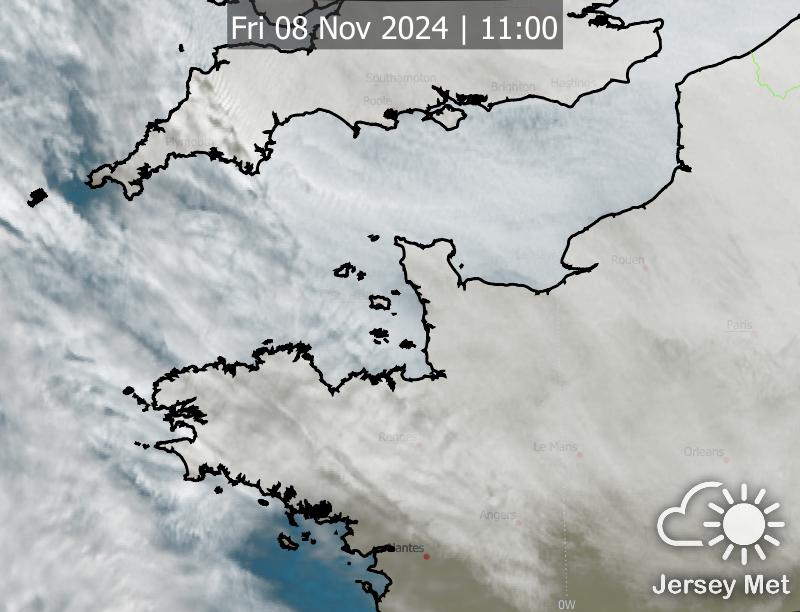 Fri 08 Nov 2024 | 11:00
Southampton
Brighton
Hastings
Poole
Rouen
Paris
Rennes
Le Mans
Orleans
Angers
Nantes
0W
Jersey Met